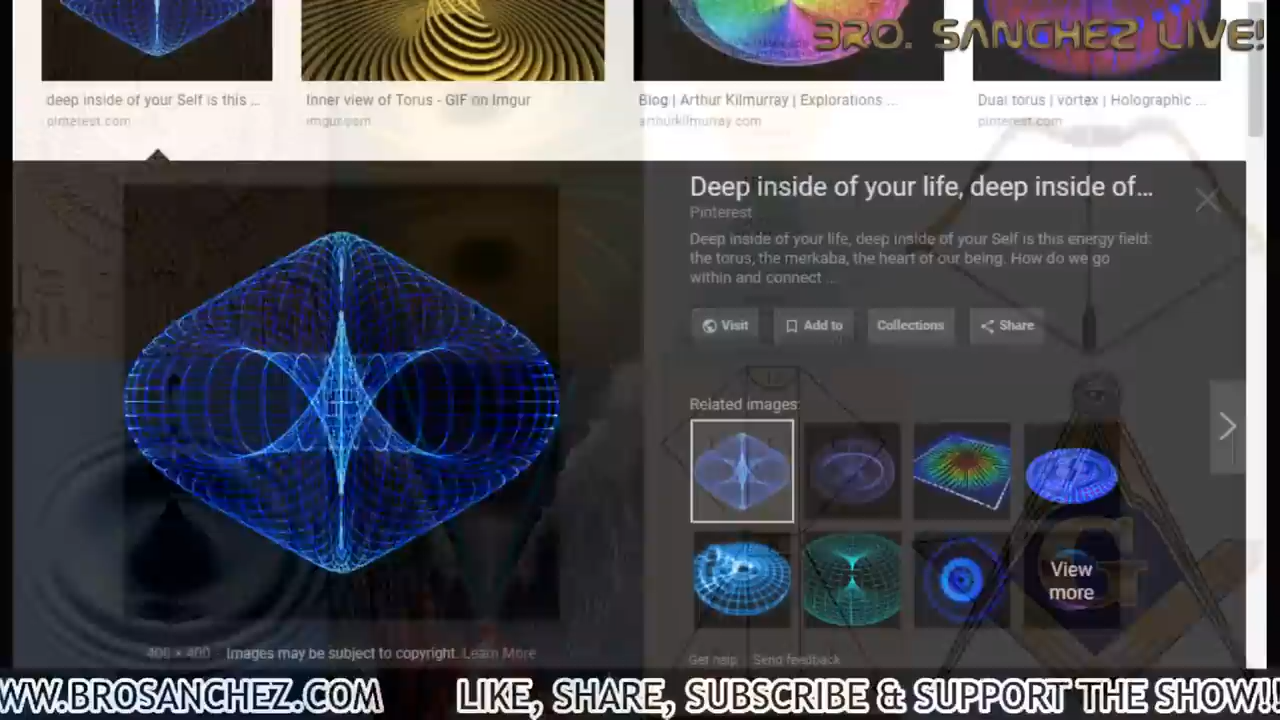 BRO. SANCHEZ LIVE!
deep inside of your Self is this ...
pinterest.com
Inner view of Torus - GIF on Imgur
imgur.com
Blog | Arthur Kilmurray | Explorations ...
arthurkilmurray.com
Dual torus | vortex | Holographic ...
pinterest.com
Deep inside of your life, deep inside of...
Pinterest
Deep inside of your life, deep inside of your Self is this energy field:
the torus, the merkaba, the heart of our being. How do we go
within and connect ...
Visit
Add to
Collections
Share
Related images:
View
more
G
400 × 400
Images may be subject to copyright. Learn More
Get help
Send feedback
WWW.BROSANCHEZ.COM
LIKE, SHARE, SUBSCRIBE & SUPPORT THE SHOW!!